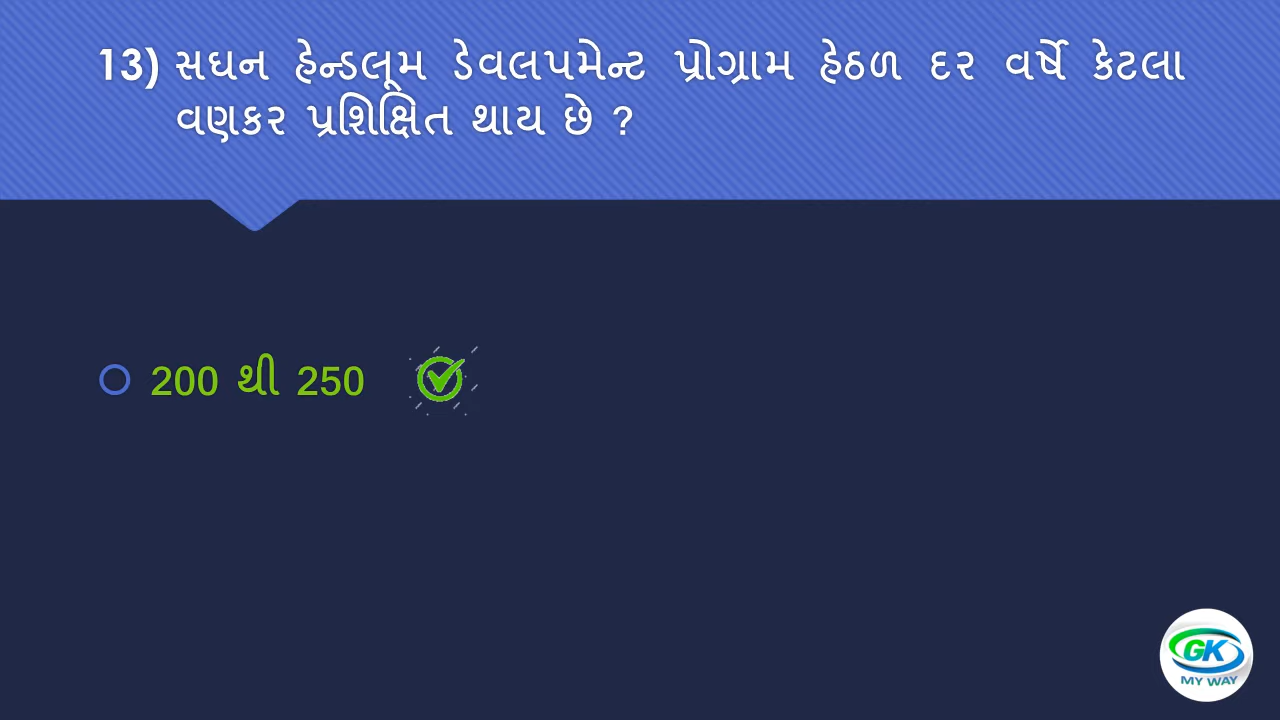 13) સઘન હેન્ડલૂમ ડેવલપમેન્ટ પ્રોગ્રામ હેઠળ દર વર્ષે કેટલા
વણકર પ્રશિક્ષિત થાય છે ?
200 થી 250
GK
MY WAY